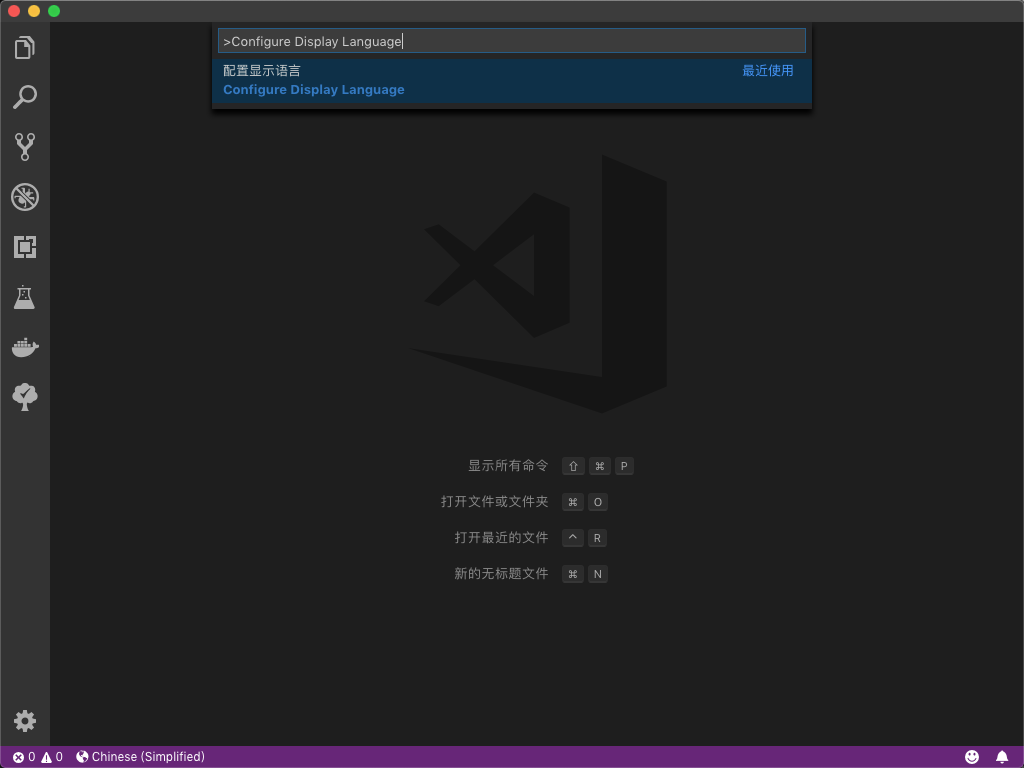 >Configure Display Language
配置显示语言 最近使用
Configure Display Language
显示所有命令 ⇧ ⌘ P
打开文件或文件夹 ⌘ O
打开最近的文件 ^ R
新的无标题文件 ⌘ N
0 0 Chinese (Simplified)